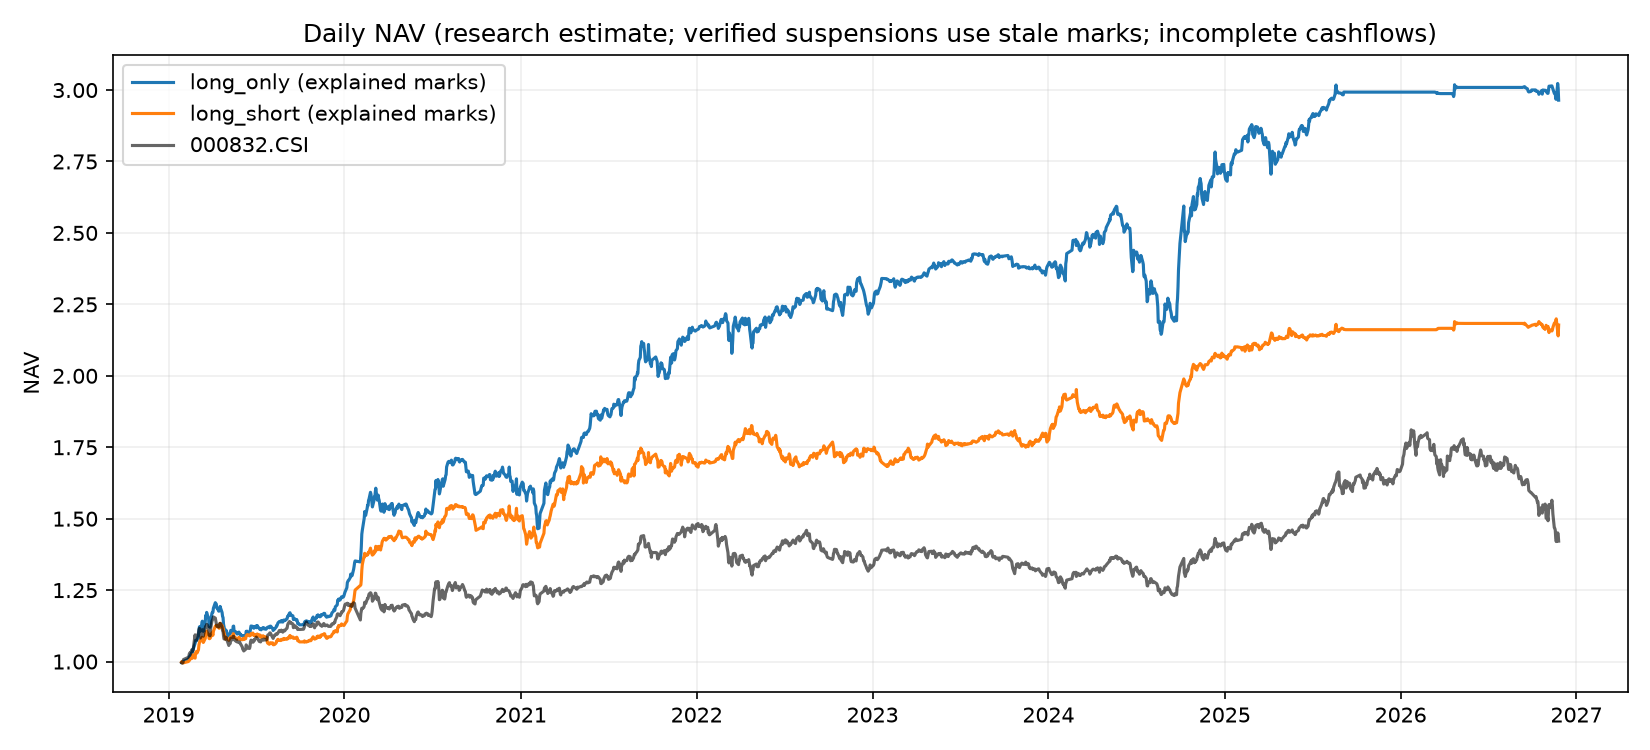 Daily NAV (research estimate; verified suspensions use stale marks; incomplete cashflows)
long_only (explained marks)
long_short (explained marks)
000832.CSI
NAV
3.00
2.75
2.50
2.25
2.00
1.75
1.50
1.25
1.00
2019 2020 2021 2022 2023 2024 2025 2026 2027